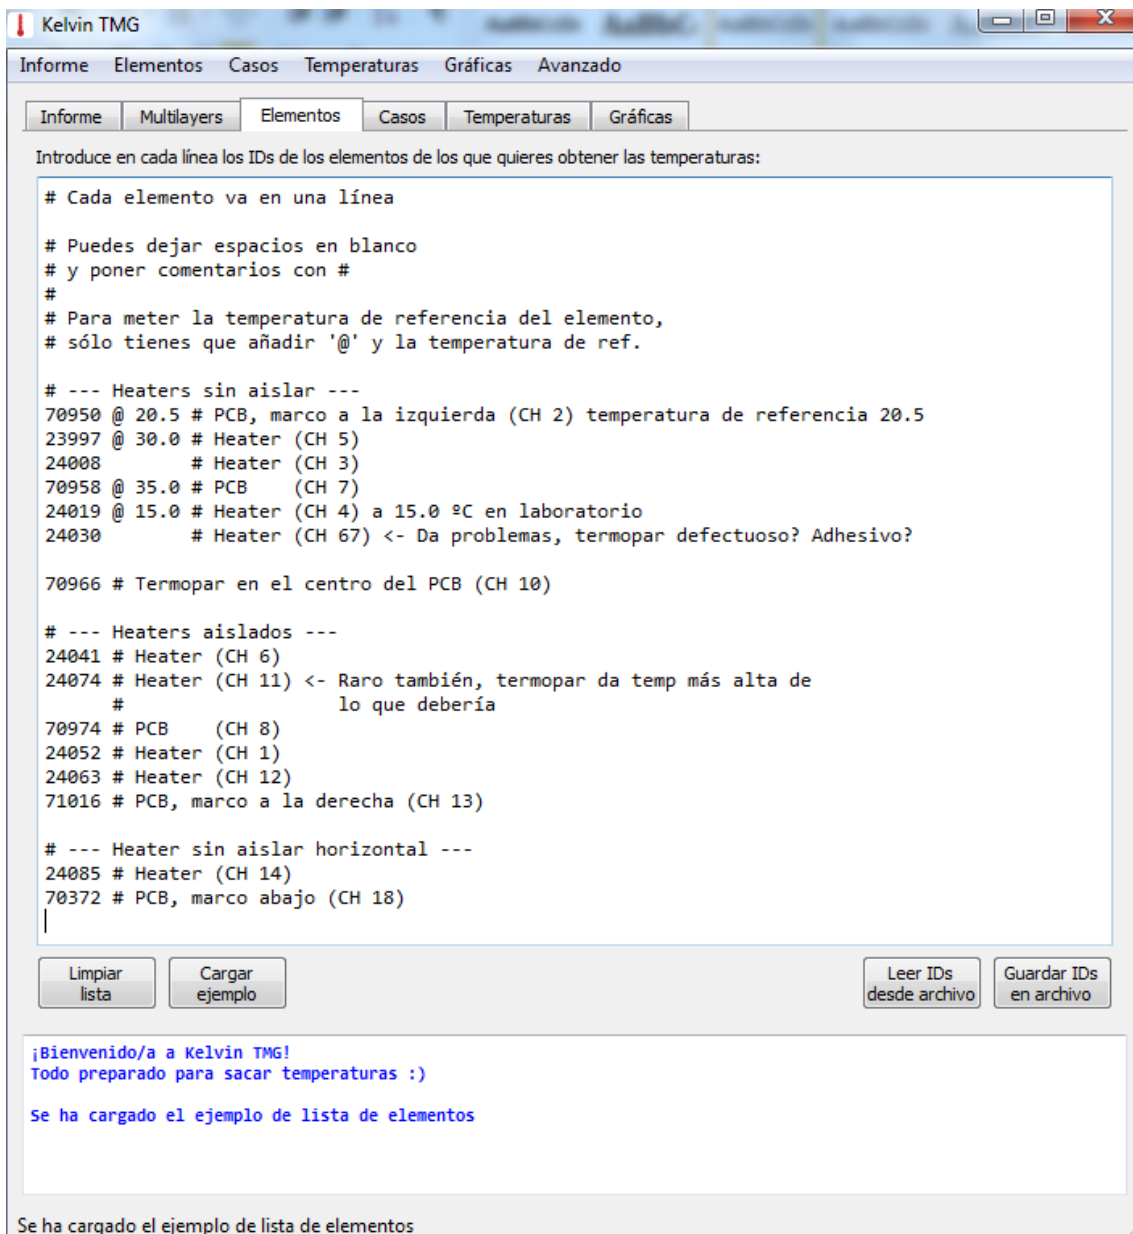 Kelvin TMG
Informe Elementos Casos Temperaturas Gráficas Avanzado
Informe Multilayers Elementos Casos Temperaturas Gráficas
Introduce en cada línea los IDs de los elementos de los que quieres obtener las temperaturas:
# Cada elemento va en una línea
# Puedes dejar espacios en blanco
# y poner comentarios con #
#
# Para meter la temperatura de referencia del elemento,
# sólo tienes que añadir '@' y la temperatura de ref.
# --- Heaters sin aislar ---
70950 @ 20.5 # PCB, marco a la izquierda (CH 2) temperatura de referencia 20.5
23997 @ 30.0 # Heater (CH 5)
24008 # Heater (CH 3)
70958 @ 35.0 # PCB (CH 7)
24019 @ 15.0 # Heater (CH 4) a 15.0 ºC en laboratorio
24030 # Heater (CH 67) <- Da problemas, termopar defectuoso? Adhesivo?
70966 # Termopar en el centro del PCB (CH 10)
# --- Heaters aislados ---
24041 # Heater (CH 6)
24074 # Heater (CH 11) <- Raro también, termopar da temp más alta de
# lo que debería
70974 # PCB (CH 8)
24052 # Heater (CH 1)
24063 # Heater (CH 12)
71016 # PCB, marco a la derecha (CH 13)
# --- Heater sin aislar horizontal ---
24085 # Heater (CH 14)
70372 # PCB, marco abajo (CH 18)
Limpiar lista
Cargar ejemplo
Leer IDs desde archivo
Guardar IDs en archivo
¡Bienvenido/a a Kelvin TMG!
Todo preparado para sacar temperaturas :)
Se ha cargado el ejemplo de lista de elementos
Se ha cargado el ejemplo de lista de elementos